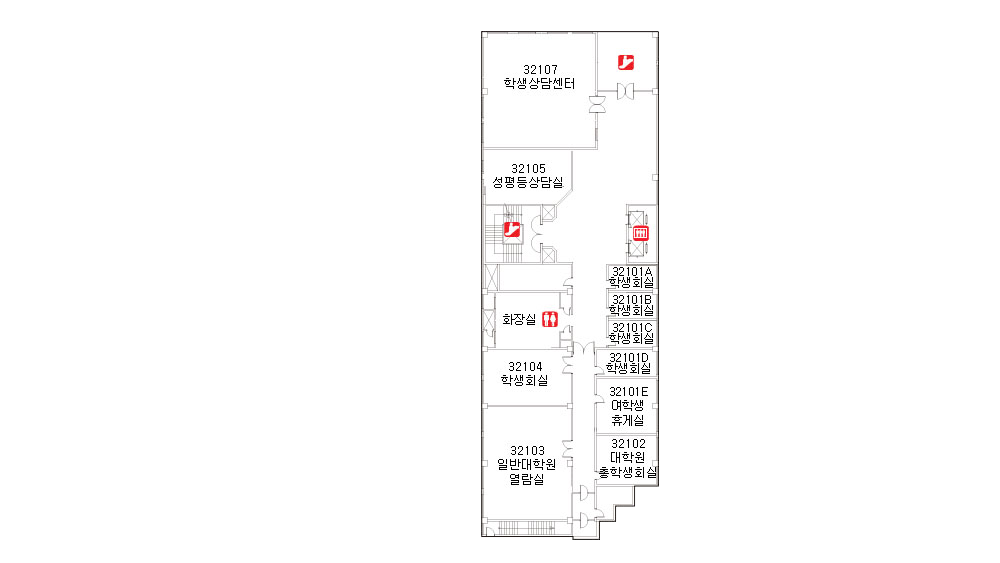 32107
학생상담센터
32105
성평등상담실
32101A
학생회실
32101B
학생회실
화장실
32101C
학생회실
32104
학생회실
32101D
학생회실
32101E
여학생
휴게실
32103
일반대학원
열람실
32102
대학원
총학생회실